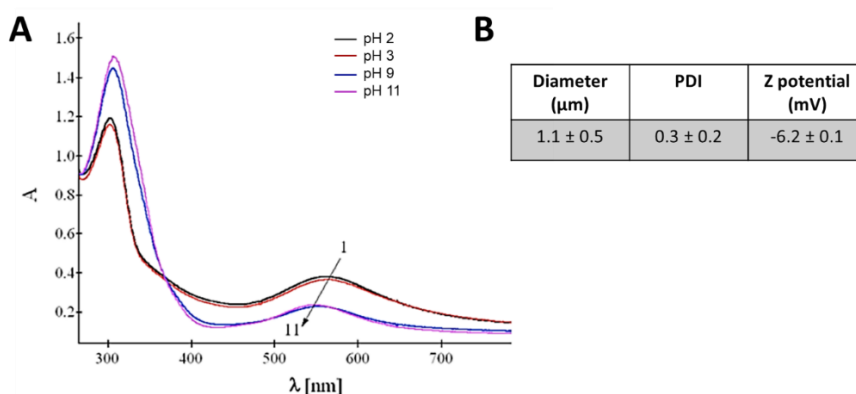 A
B
1.6
1.4
1.2
1.0
0.8
0.6
0.4
0.2
A
300
400
500
600
700
λ [nm]
pH 2
pH 3
pH 9
pH 11
1
11
Diameter (μm) PDI Z potential (mV)
1.1 ± 0.5 0.3 ± 0.2 -6.2 ± 0.1